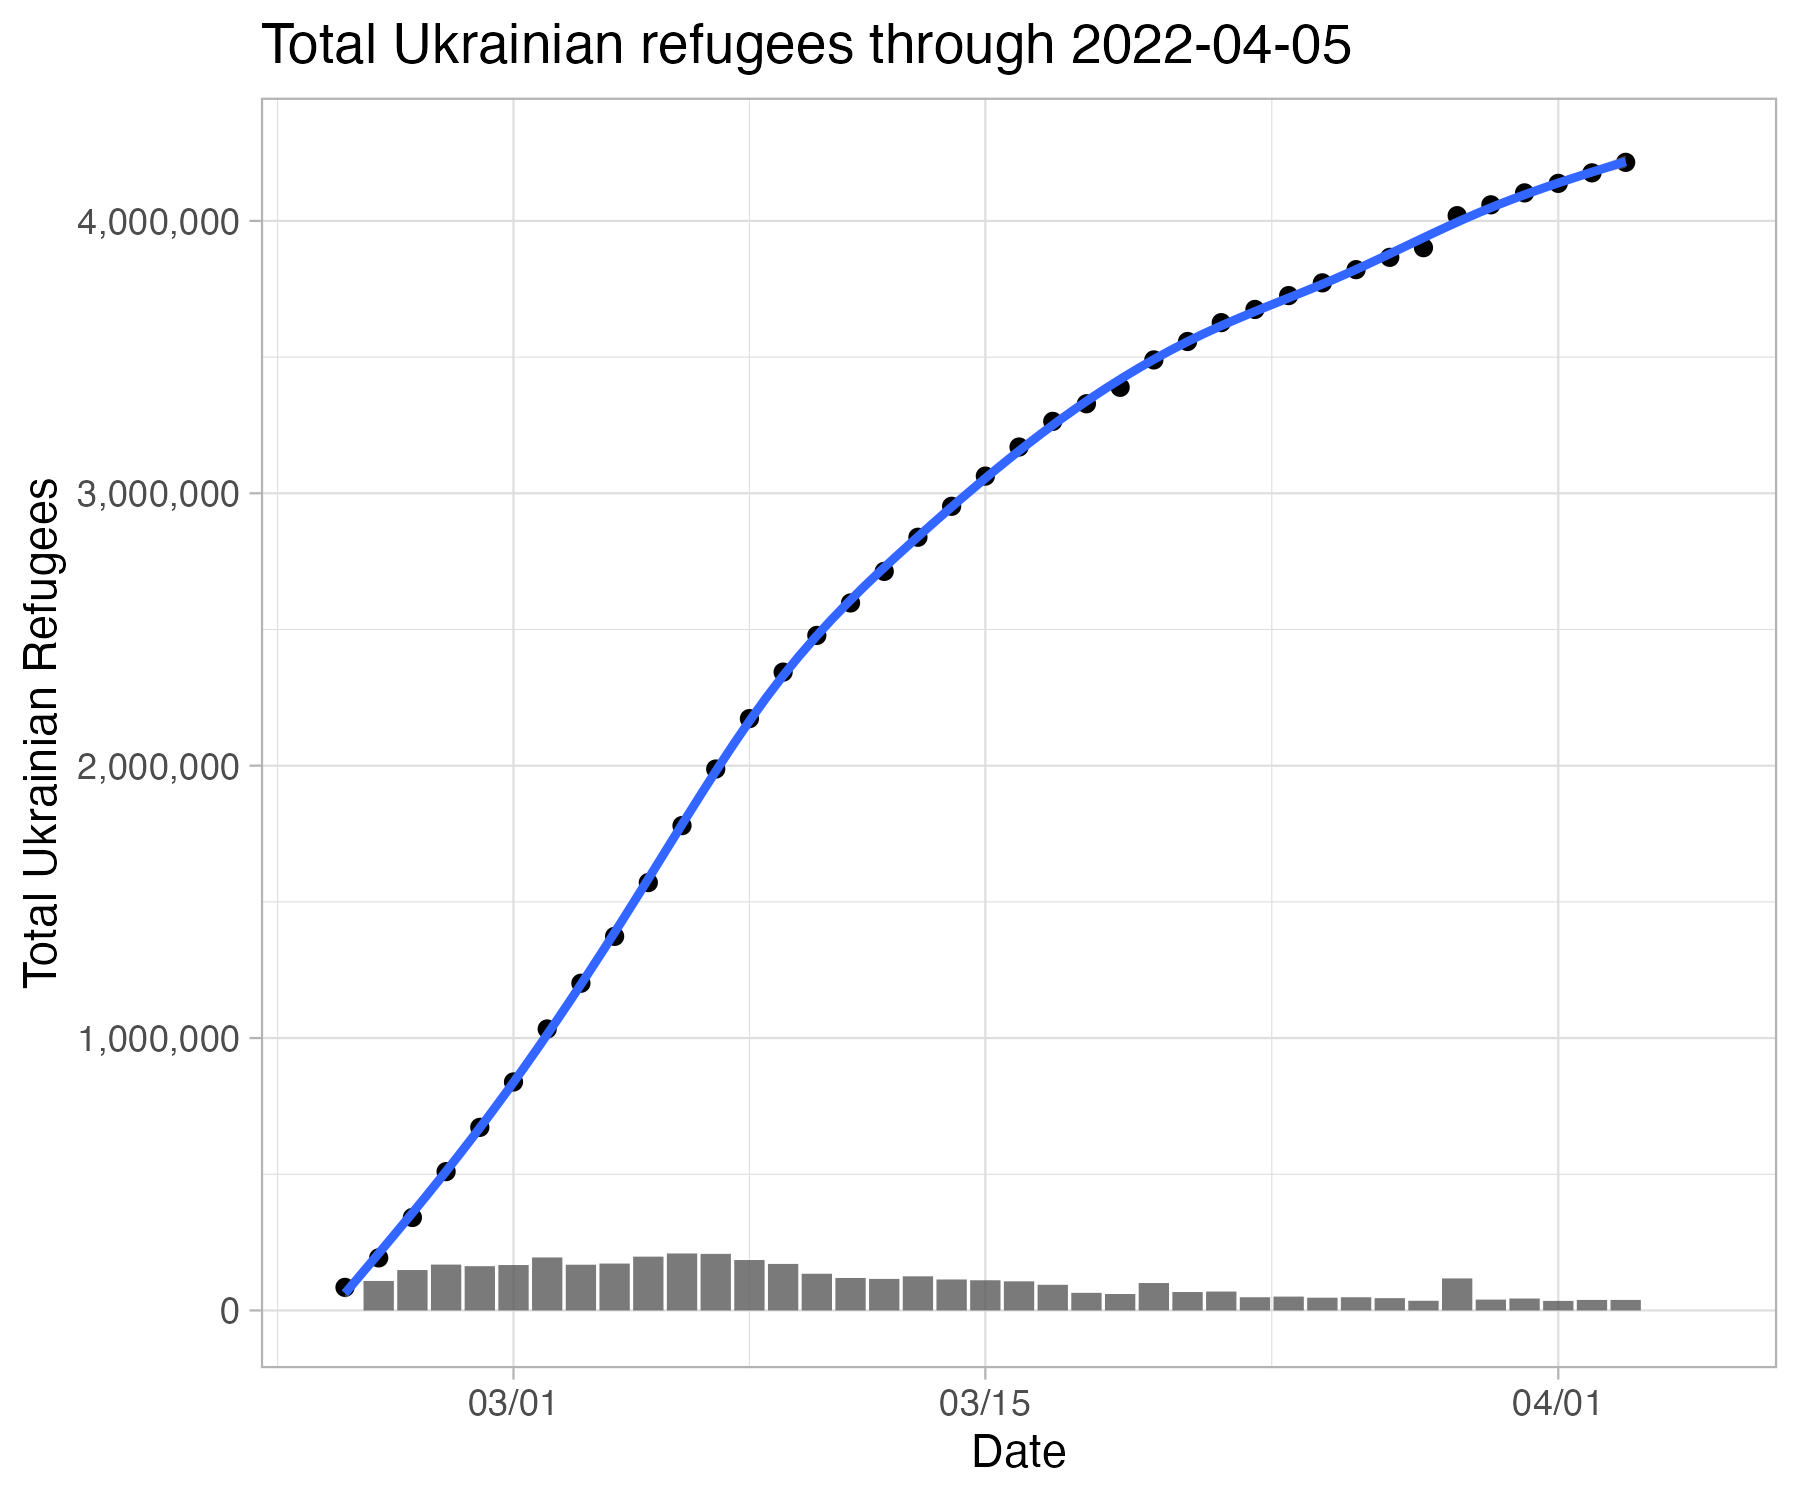 Total Ukrainian refugees through 2022-04-05
Total Ukrainian Refugees
4,000,000
3,000,000
2,000,000
1,000,000
0
03/01
03/15
04/01
Date